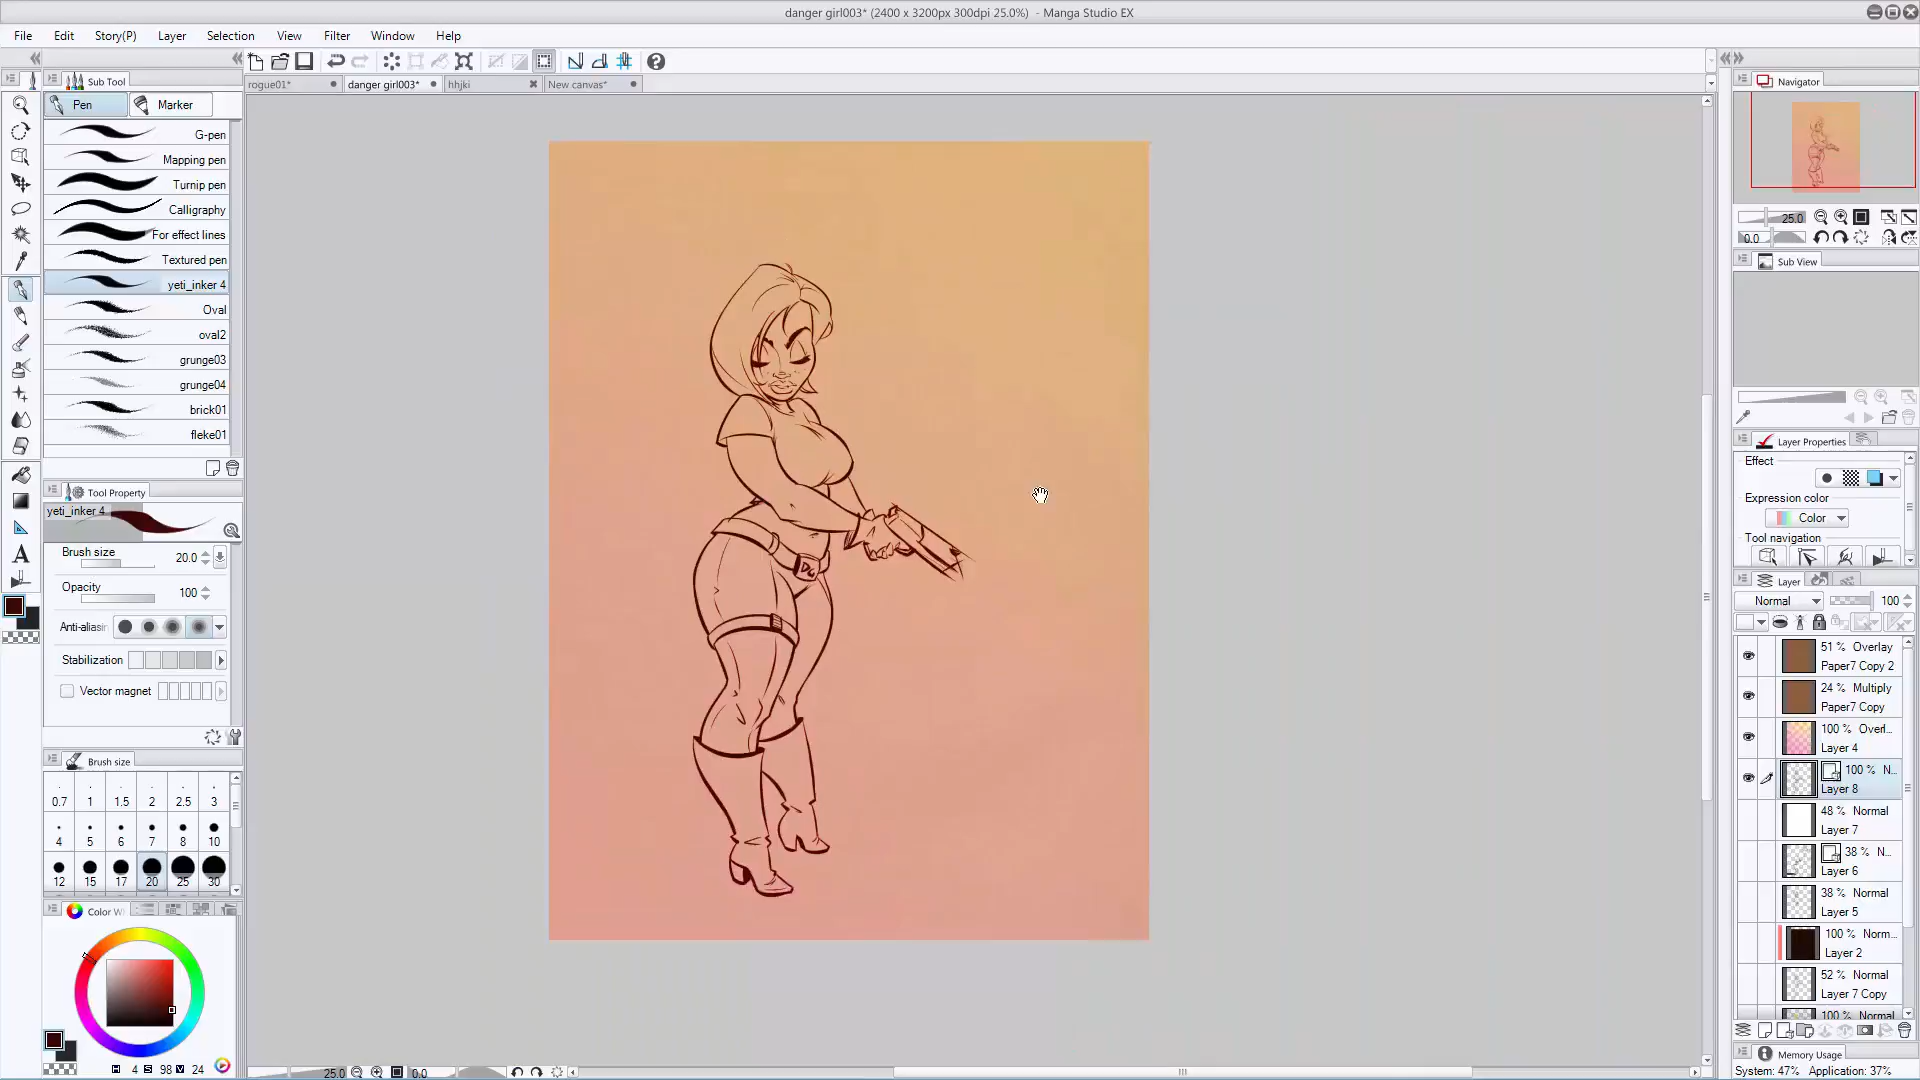 danger girl003* (2400 x 3200px 300dpi 25.0%) - Manga Studio EX
File Edit Story(P) Layer Selection View Filter Window Help
Sub Tool
rogue01* danger girl003* hhjki New canvas*
Pen Marker
G-pen
Mapping pen
Turnip pen
Calligraphy
For effect lines
Textured pen
yeti_inker 4
Oval
oval2
grunge03
grunge04
brick01
fleke01
Tool Property
yeti_inker 4
Brush size 20.0
Opacity 100
Anti-aliasin
Stabilization
Vector magnet
Brush size
0.7 1 1.5 2 2.5 3
4 5 6 7 8 10
12 15 17 20 25 30
Color W
H 4 S 98 V 24
DG
25.0 0.0
Navigator
25.0
0.0
Sub View
Layer Properties
Effect
Expression color
Color
Tool navigation
Layer
Normal 100
51 % Overlay
Paper7 Copy 2
24 % Multiply
Paper7 Copy
100 % Overl...
Layer 4
100 % N...
Layer 8
48 % Normal
Layer 7
38 % N...
Layer 6
38 % Normal
Layer 5
100 % Norm...
Layer 2
52 % Normal
Layer 7 Copy
100 % Normal
Memory Usage
System: 47% Application: 37%